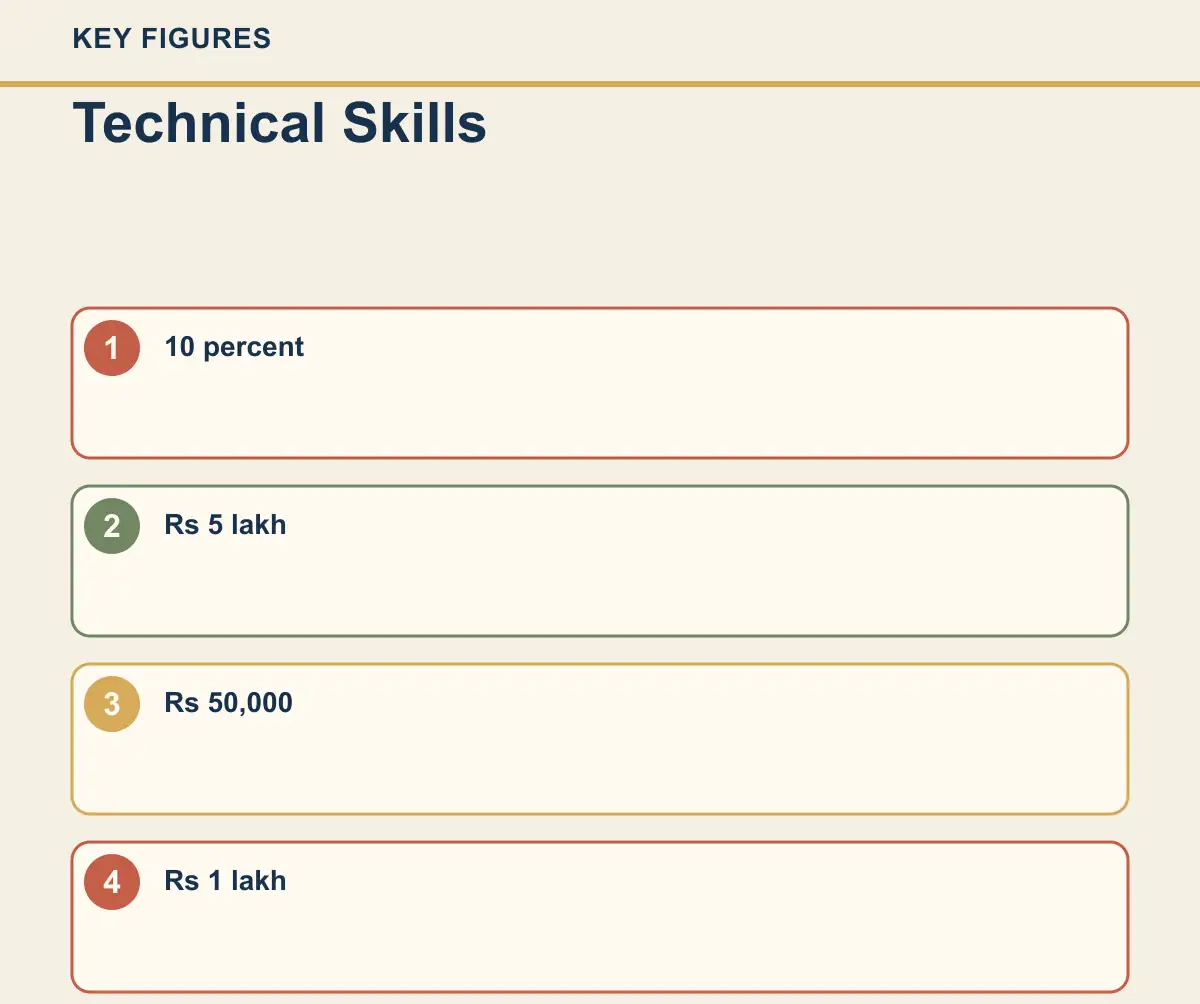 KEY FIGURES
Technical Skills
1 10 percent
2 Rs 5 lakh
3 Rs 50,000
4 Rs 1 lakh